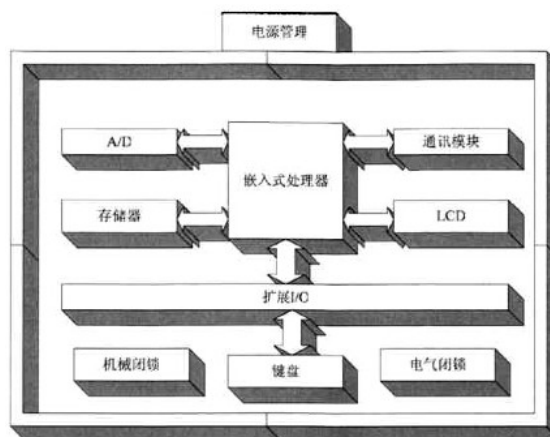 电源管理
A/D
嵌入式处理器
通讯模块
存储器
LCD
扩展I/O
机械闭锁
键盘
电气闭锁